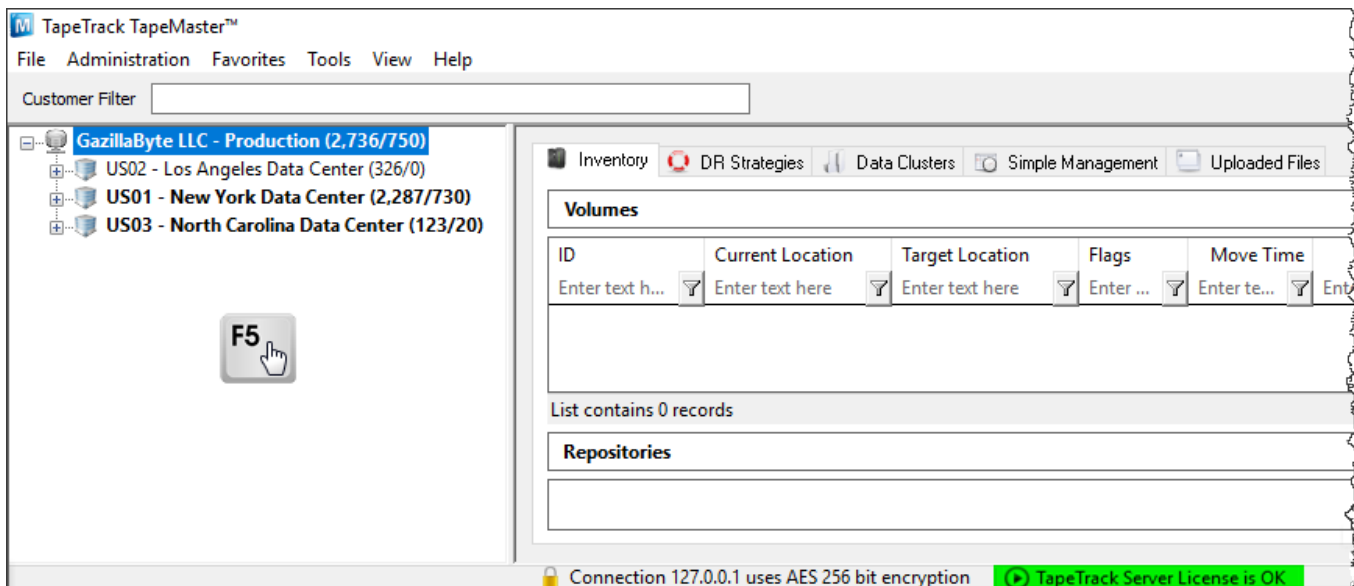 TapeTrack TapeMaster™
File Administration Favorites Tools View Help
Customer Filter
GazillaByte LLC - Production (2,736/750)
US02 - Los Angeles Data Center (326/0)
US01 - New York Data Center (2,287/730)
US03 - North Carolina Data Center (123/20)
F5
Inventory DR Strategies Data Clusters Simple Management Uploaded Files
Volumes
ID Current Location Target Location Flags Move Time
Enter text h... Enter text here Enter text here Enter ... Enter te... Ent
List contains 0 records
Repositories
Connection 127.0.0.1 uses AES 256 bit encryption TapeTrack Server License is OK